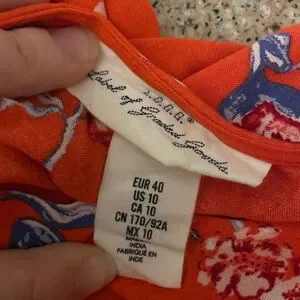 L.O.G.G.®
Label of Graded Goods
EUR 40
US 10
CA 10
CN 170/92A
MX 10
INDIA
FABRIQUÉ EN
INDE